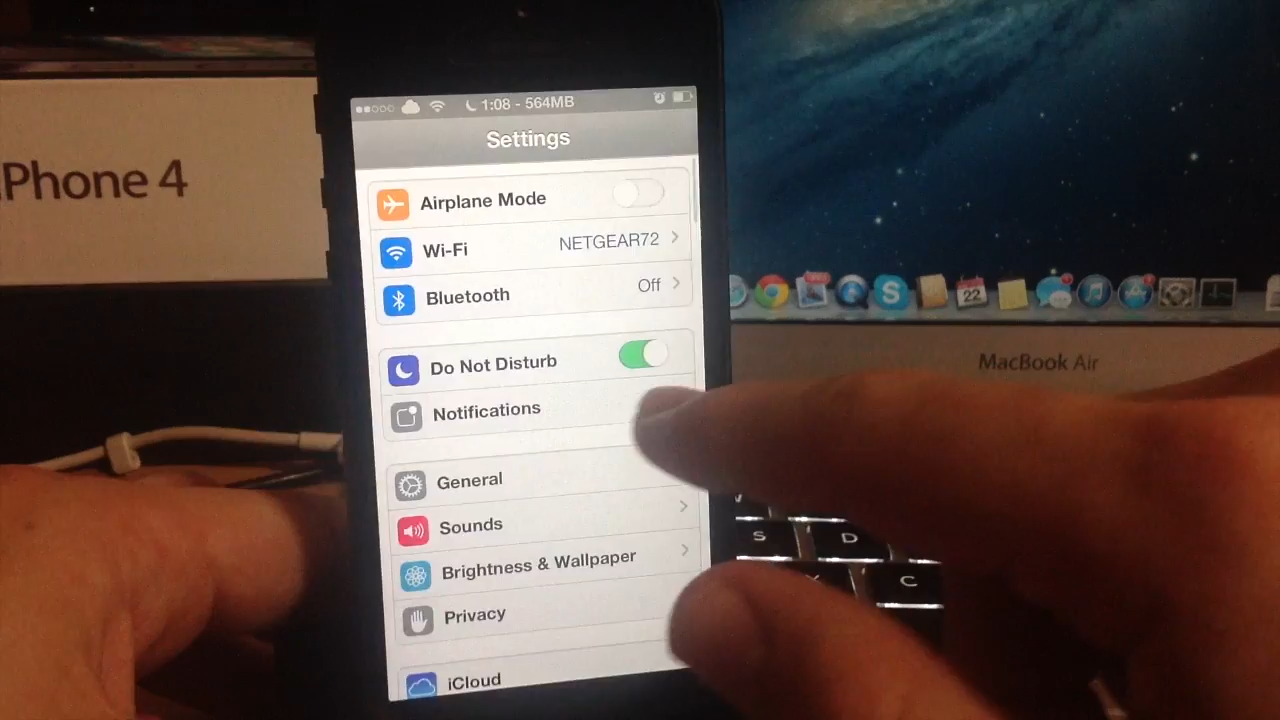 iPhone 4
1:08 - 564MB
Settings
Airplane Mode
Wi-Fi NETGEAR72
Bluetooth Off
Do Not Disturb
Notifications
General
Sounds
Brightness & Wallpaper
Privacy
iCloud
22
MacBook Air
S D
C